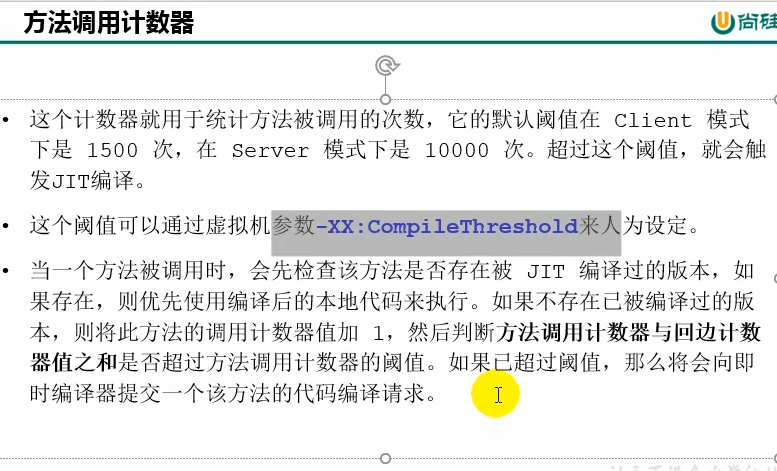 方法调用计数器
尚硅
• 这个计数器就用于统计方法被调用的次数，它的默认阈值在 Client 模式
下是 1500 次，在 Server 模式下是 10000 次。超过这个阈值，就会触
发JIT编译。
• 这个阈值可以通过虚拟机参数-XX:CompileThreshold来人为设定。
• 当一个方法被调用时，会先检查该方法是否存在被 JIT 编译过的版本，如
果存在，则优先使用编译后的本地代码来执行。如果不存在已被编译过的版
本，则将此方法的调用计数器值加 1，然后判断方法调用计数器与回边计数
器值之和是否超过方法调用计数器的阈值。如果已超过阈值，那么将会向即
时编译器提交一个该方法的代码编译请求。